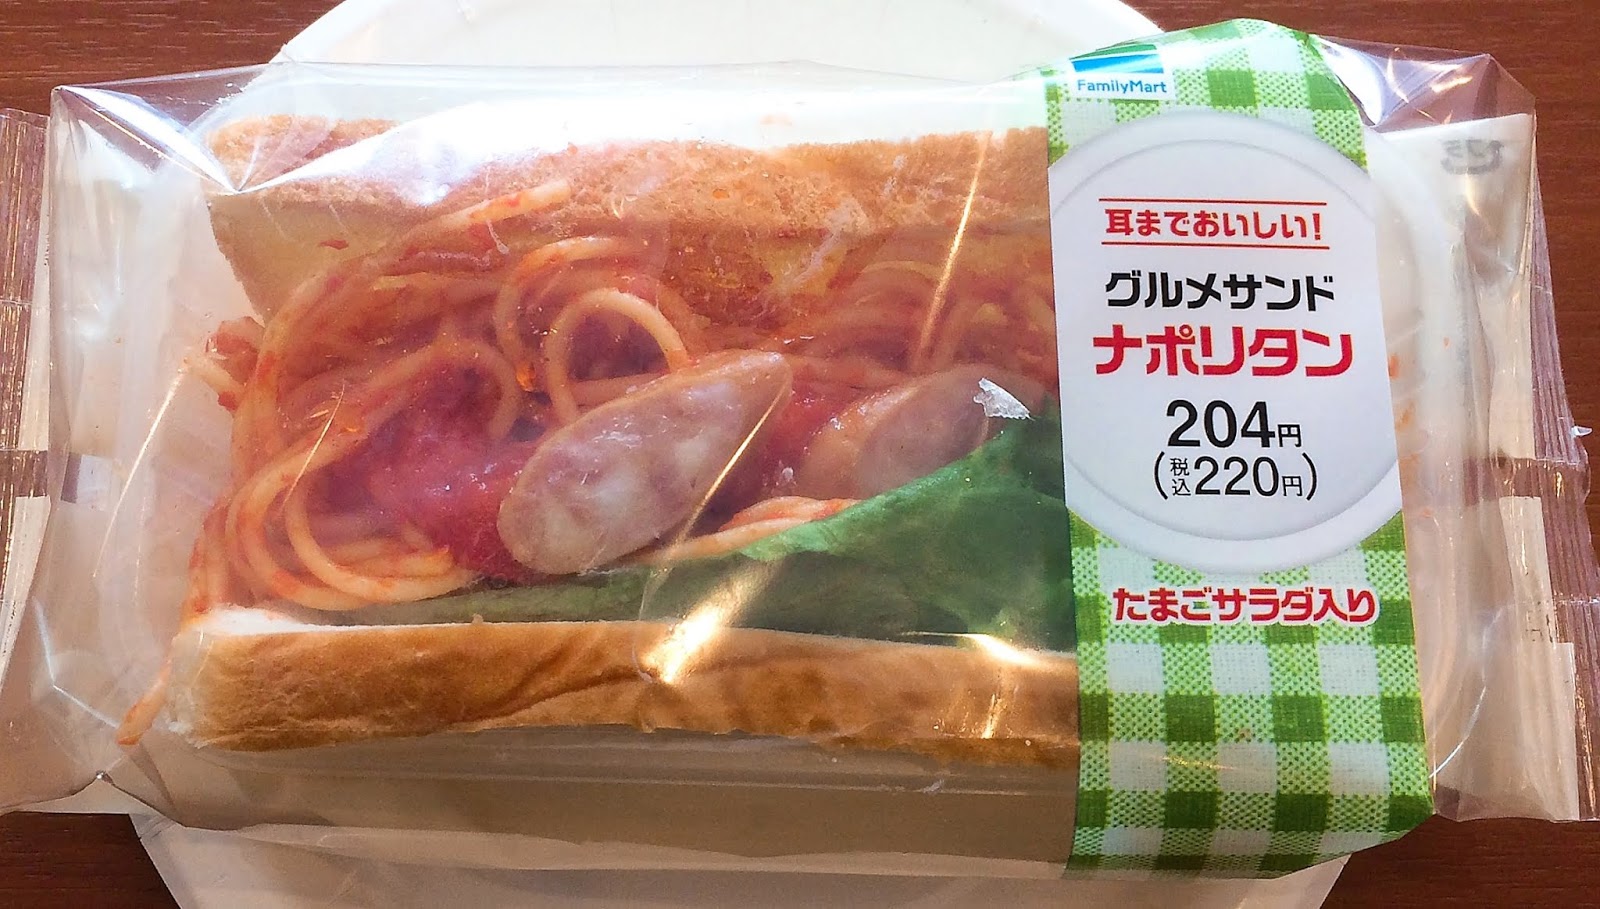 FamilyMart
耳までおいしい!
グルメサンド
ナポリタン
204円
(税込220円)
たまごサラダ入り